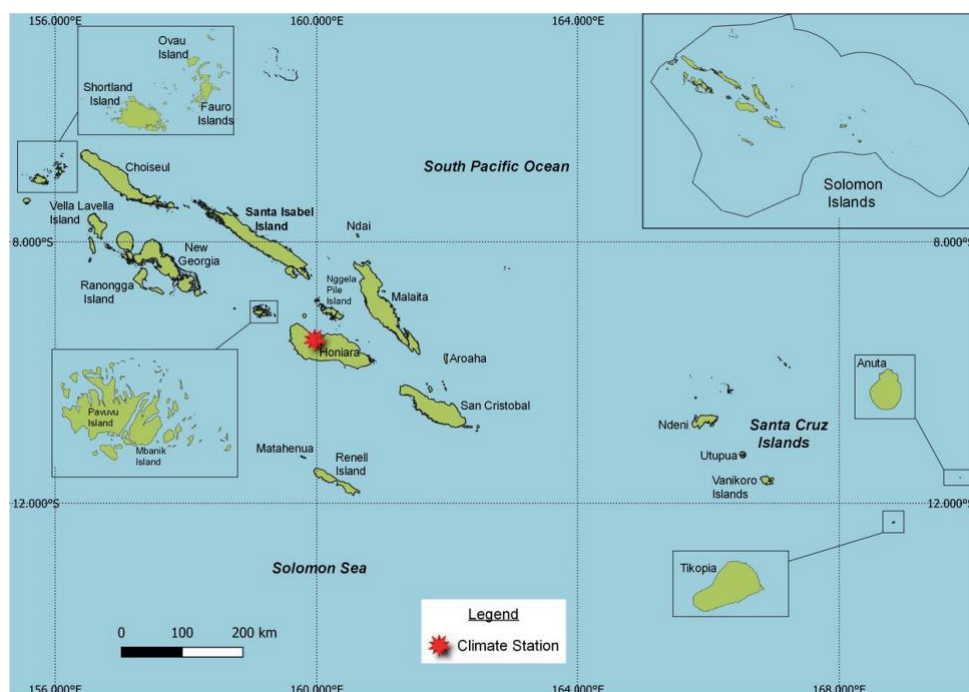 156.000°E
160.000°E
164.000°E
168.000°E
Ovau
Island
Shortland
Island
Fauro
Islands
Solomon
Islands
Choiseul
South Pacific Ocean
Vella Lavella
Island
Santa Isabel
Island
Ndai
8.000°S
8.000°S
New
Georgia
Ranongga
Island
Nggela
Pile
Island
Malaita
Honiara
Aroaha
Anuta
Pavuvu
Island
Mbanik
Island
San Cristobal
Ndeni
Santa Cruz
Islands
Matahenua
Renell
Island
Utupua
Vanikoro
Islands
12.000°S
12.000°S
Solomon Sea
Tikopia
Legend
Climate Station
0 100 200 km
156.000°E
160.000°E
164.000°E
168.000°E